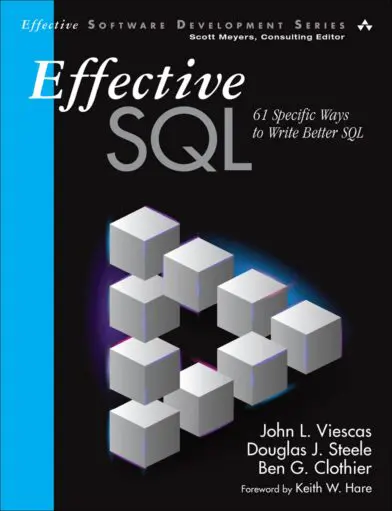 Effective Software Development Series
Scott Meyers, Consulting Editor
Effective
SQL
61 Specific Ways
to Write Better SQL
John L. Viescas
Douglas J. Steele
Ben G. Clothier
Foreword by Keith W. Hare